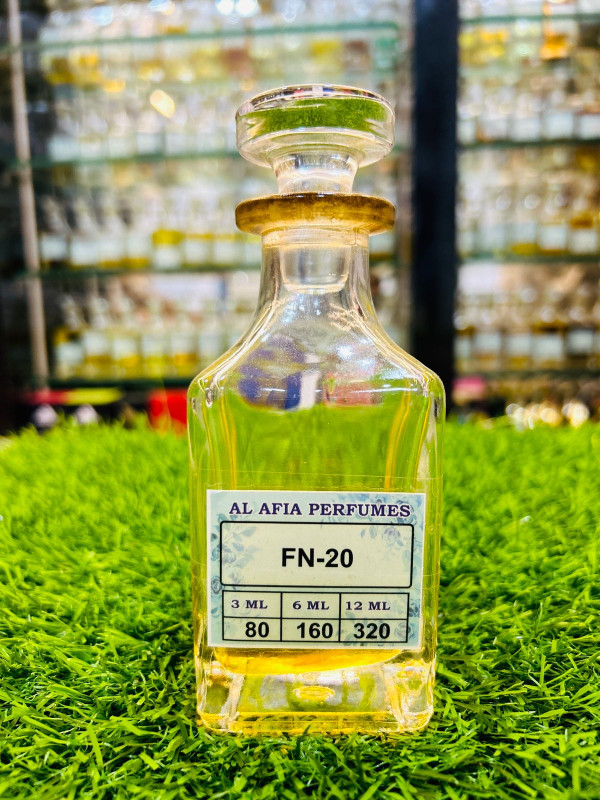 AL AFIA PERFUMES
FN-20
3 ML 6 ML 12 ML
80 160 320